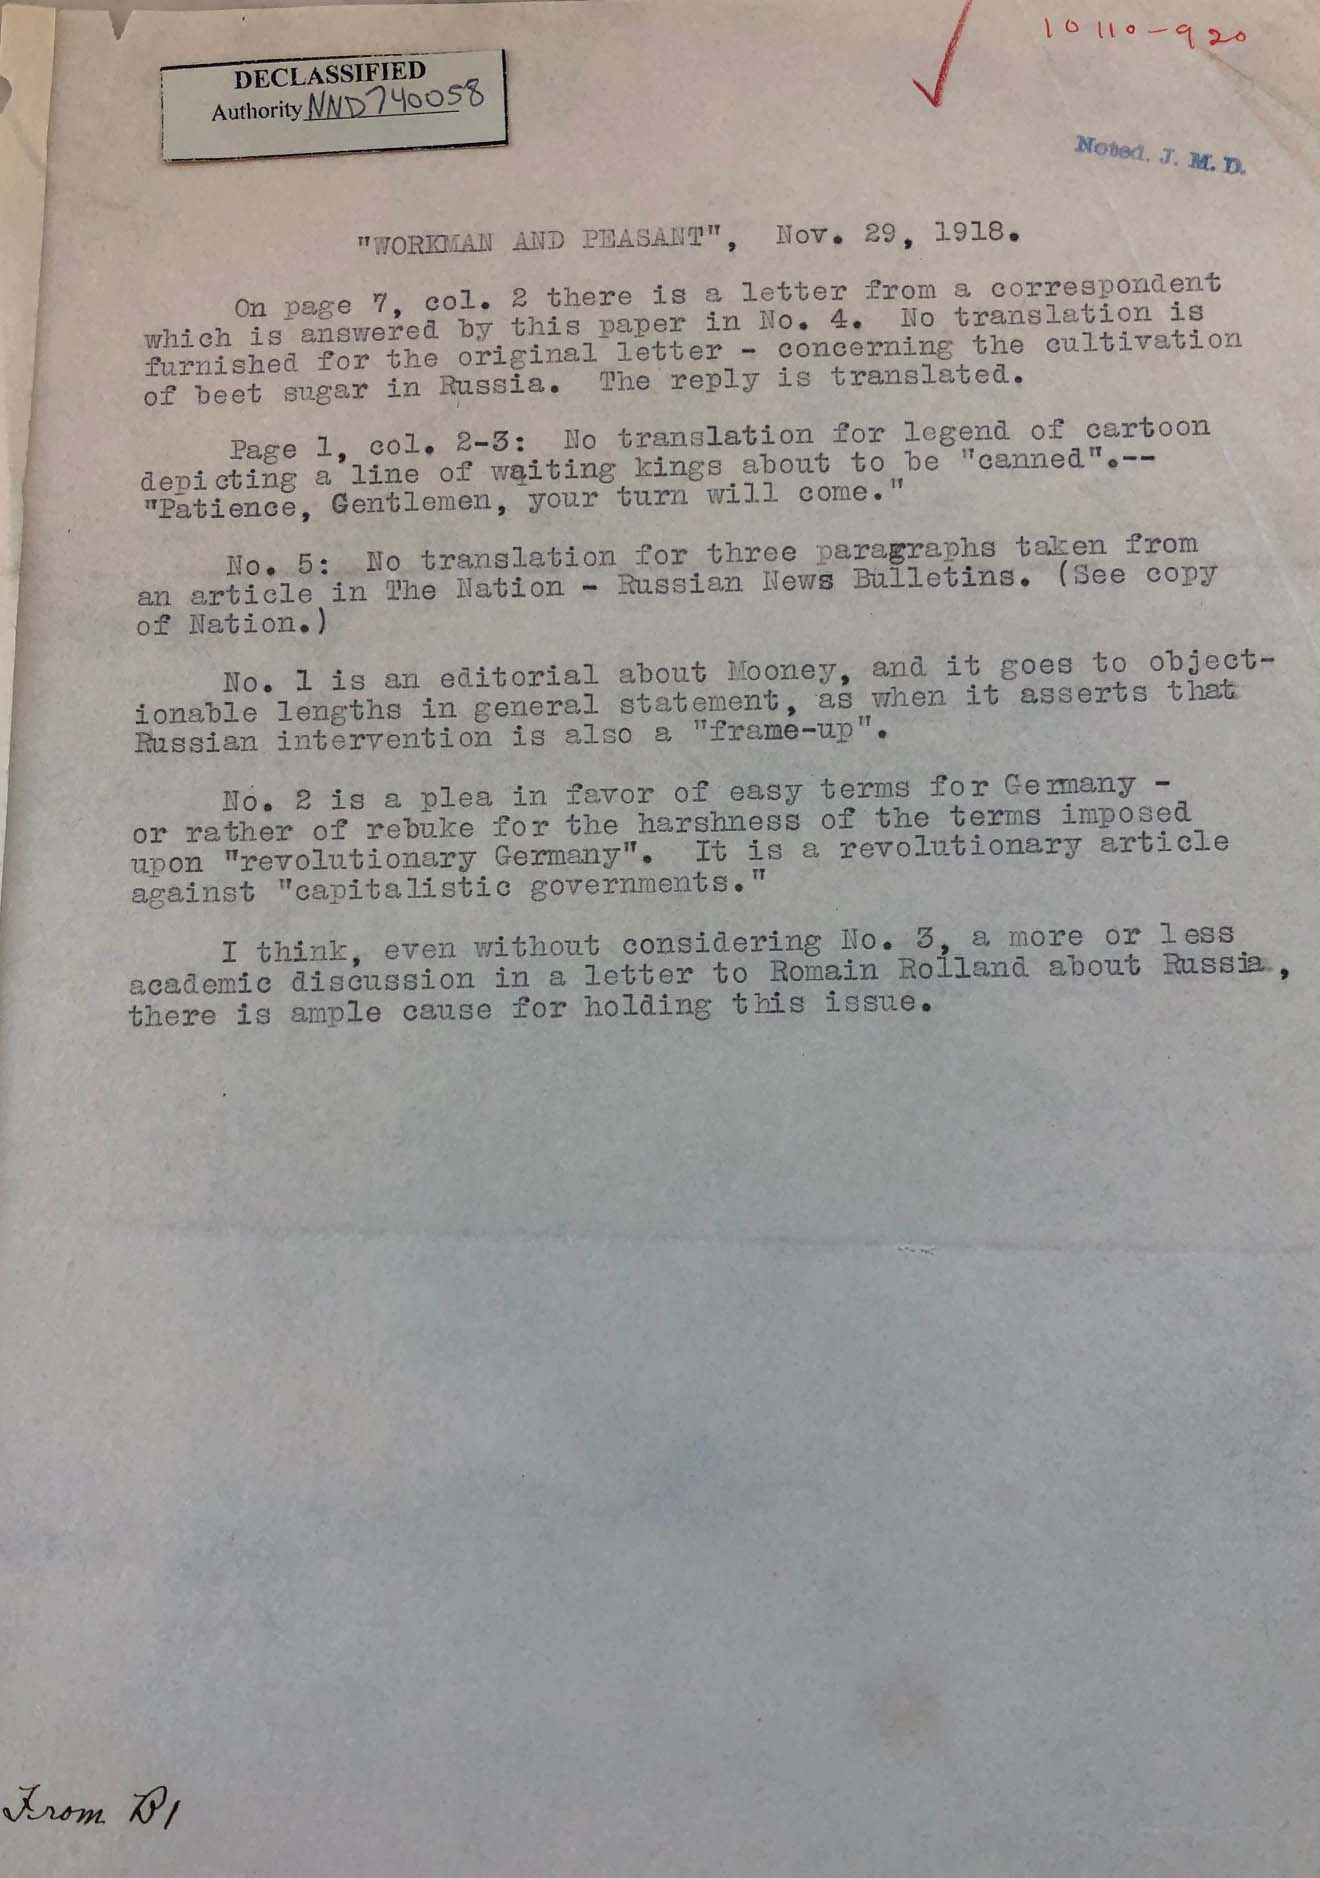 10110-920
DECLASSIFIED
Authority NND740058
Noted. J. M. D.
"WORKMAN AND PEASANT", Nov. 29, 1918.
On page 7, col. 2 there is a letter from a correspondent
which is answered by this paper in No. 4. No translation is
furnished for the original letter - concerning the cultivation
of beet sugar in Russia. The reply is translated.
Page 1, col. 2-3: No translation for legend of cartoon
depicting a line of waiting kings about to be "canned".--
"Patience, Gentlemen, your turn will come."
No. 5: No translation for three paragraphs taken from
an article in The Nation - Russian News Bulletins. (See copy
of Nation.)
No. 1 is an editorial about Mooney, and it goes to object-
ionable lengths in general statement, as when it asserts that
Russian intervention is also a "frame-up".
No. 2 is a plea in favor of easy terms for Germany -
or rather of rebuke for the harshness of the terms imposed
upon "revolutionary Germany". It is a revolutionary article
against "capitalistic governments."
I think, even without considering No. 3, a more or less
academic discussion in a letter to Romain Rolland about Russia,
there is ample cause for holding this issue.
From B1